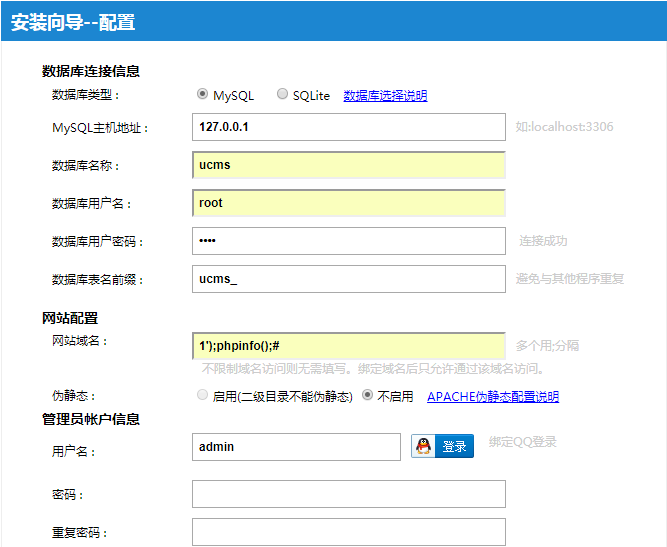 安装向导--配置
数据库连接信息
数据库类型： MySQL SQLite 数据库选择说明
MySQL主机地址： 127.0.0.1 如:localhost:3306
数据库名称： ucms
数据库用户名： root
数据库用户密码： •••• 连接成功
数据库表名前缀： ucms_ 避免与其他程序重复
网站配置
网站域名： 1');phpinfo();# 多个用;分隔
不限制域名访问则无需填写。绑定域名后只允许通过该域名访问。
伪静态： 启用(二级目录不能伪静态) 不启用 APACHE伪静态配置说明
管理员帐户信息
用户名： admin 登录 绑定QQ登录
密码：
重复密码：